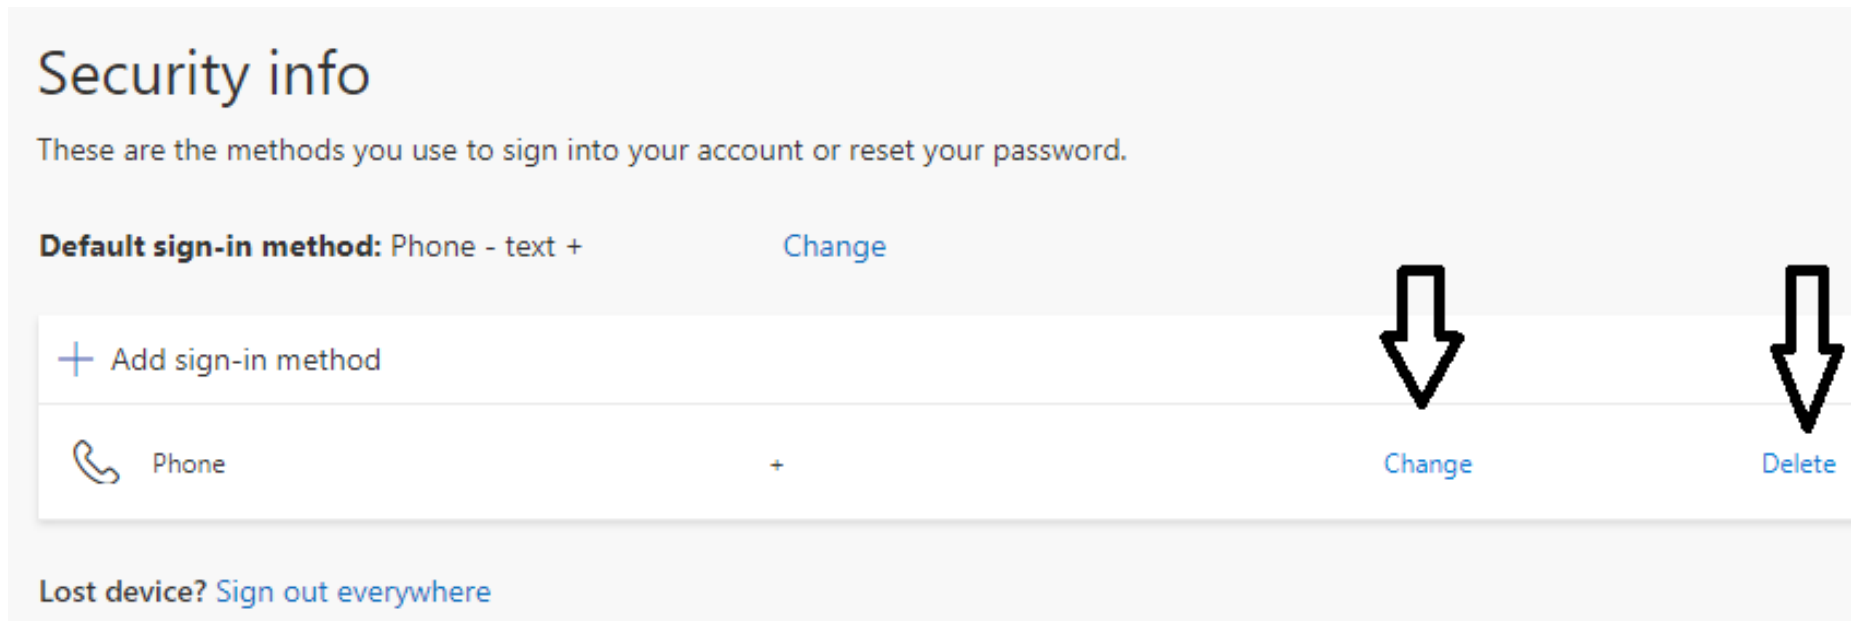 Security info
These are the methods you use to sign into your account or reset your password.
Default sign-in method: Phone - text + Change
+ Add sign-in method
Phone + Change Delete
Lost device? Sign out everywhere